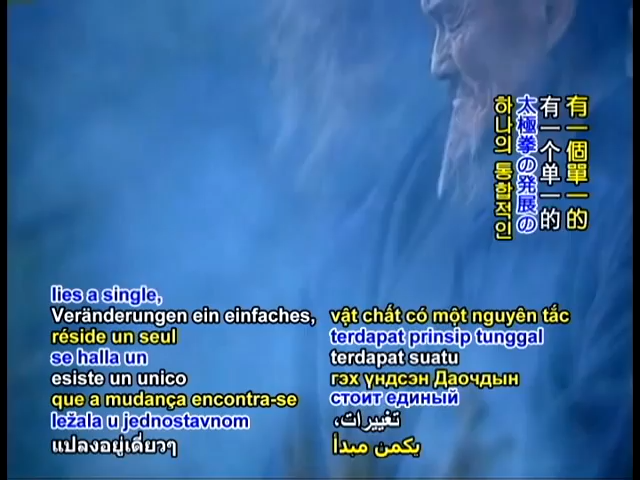 有一個單一的
有一个单一的
太極拳の発展の
하나의 통합적인
lies a single,
Veränderungen ein einfaches,
réside un seul
se halla un
esiste un unico
que a mudança encontra-se
ležala u jednostavnom
แปลงอยู่เดี่ยวๆ
vật chất có một nguyên tắc
terdapat prinsip tunggal
terdapat suatu
гэх үндсэн Даочдын
стоит единый
تغييرات،
يكمن مبدأ